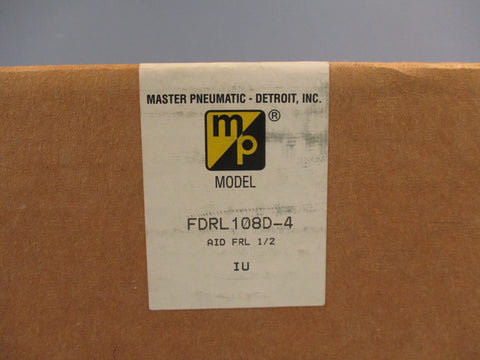 MASTER PNEUMATIC - DETROIT, INC.
mp ®
MODEL
FDRL108D-4
AID FRL 1/2
IU